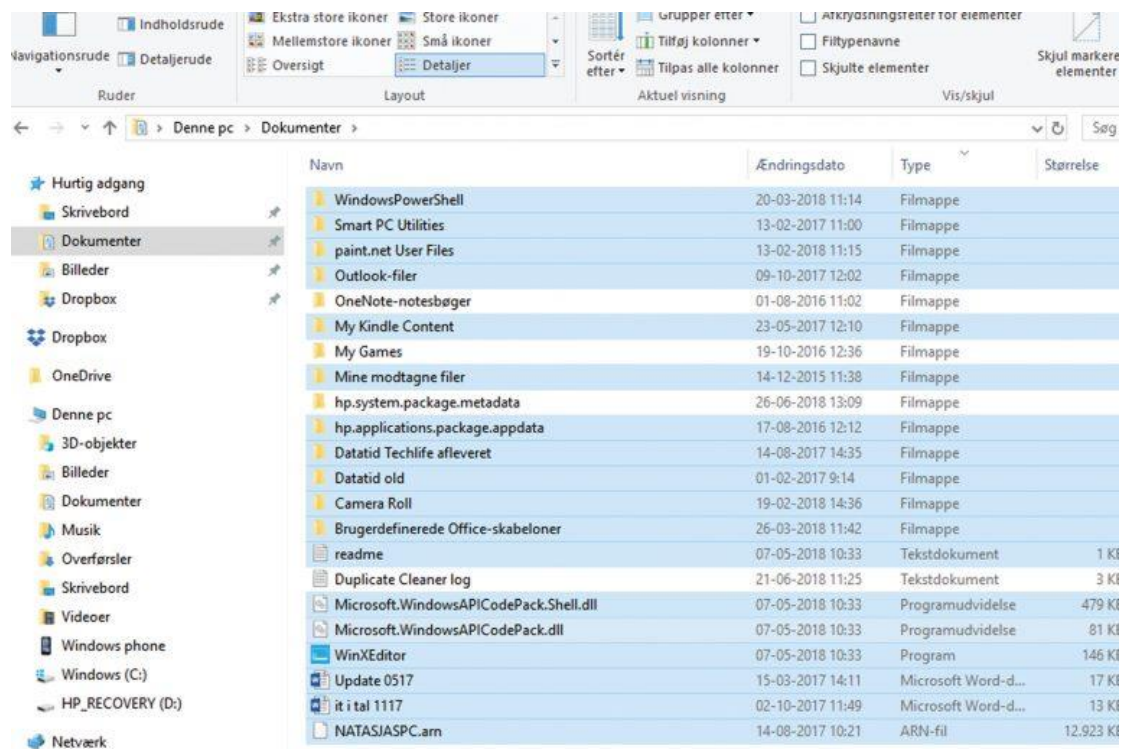 Indholdsrude
Ekstra store ikoner
Store ikoner
Grupper efter
Afkrydsningsfelter for elementer
Mellemstore ikoner
Små ikoner
Tilføj kolonner
Filtypenavne
Navigationsrude
Detaljerude
Oversigt
Detaljer
Sortér efter
Tilpas alle kolonner
Skjulte elementer
Skjul markere
elementer
Ruder
Layout
Aktuel visning
Vis/skjul
Denne pc > Dokumenter >
Søg
Navn Ændringsdato Type Størrelse
Hurtig adgang
Skrivebord
Dokumenter
Billeder
Dropbox
Dropbox
OneDrive
Denne pc
3D-objekter
Billeder
Dokumenter
Musik
Overførsler
Skrivebord
Videoer
Windows phone
Windows (C:)
HP_RECOVERY (D:)
Netværk
WindowsPowerShell 20-03-2018 11:14 Filmappe
Smart PC Utilities 13-02-2017 11:00 Filmappe
paint.net User Files 13-02-2018 11:15 Filmappe
Outlook-filer 09-10-2017 12:02 Filmappe
OneNote-notesbøger 01-08-2016 11:02 Filmappe
My Kindle Content 23-05-2017 12:10 Filmappe
My Games 19-10-2016 12:36 Filmappe
Mine modtagne filer 14-12-2015 11:38 Filmappe
hp.system.package.metadata 26-06-2018 13:09 Filmappe
hp.applications.package.appdata 17-08-2016 12:12 Filmappe
Datatid Techlife afleveret 14-08-2017 14:35 Filmappe
Datatid old 01-02-2017 9:14 Filmappe
Camera Roll 19-02-2018 14:36 Filmappe
Brugerdefinerede Office-skabeloner 26-03-2018 11:42 Filmappe
readme 07-05-2018 10:33 Tekstdokument 1 KB
Duplicate Cleaner log 21-06-2018 11:25 Tekstdokument 3 KB
Microsoft.WindowsAPICodePack.Shell.dll 07-05-2018 10:33 Programudvidelse 479 KB
Microsoft.WindowsAPICodePack.dll 07-05-2018 10:33 Programudvidelse 81 KB
WinXEditor 07-05-2018 10:33 Program 146 KB
Update 0517 15-03-2017 14:11 Microsoft Word-d... 17 KB
it i tal 1117 02-10-2017 11:49 Microsoft Word-d... 13 KB
NATASJASPC.arn 14-08-2017 10:21 ARN-fil 12.923 KB